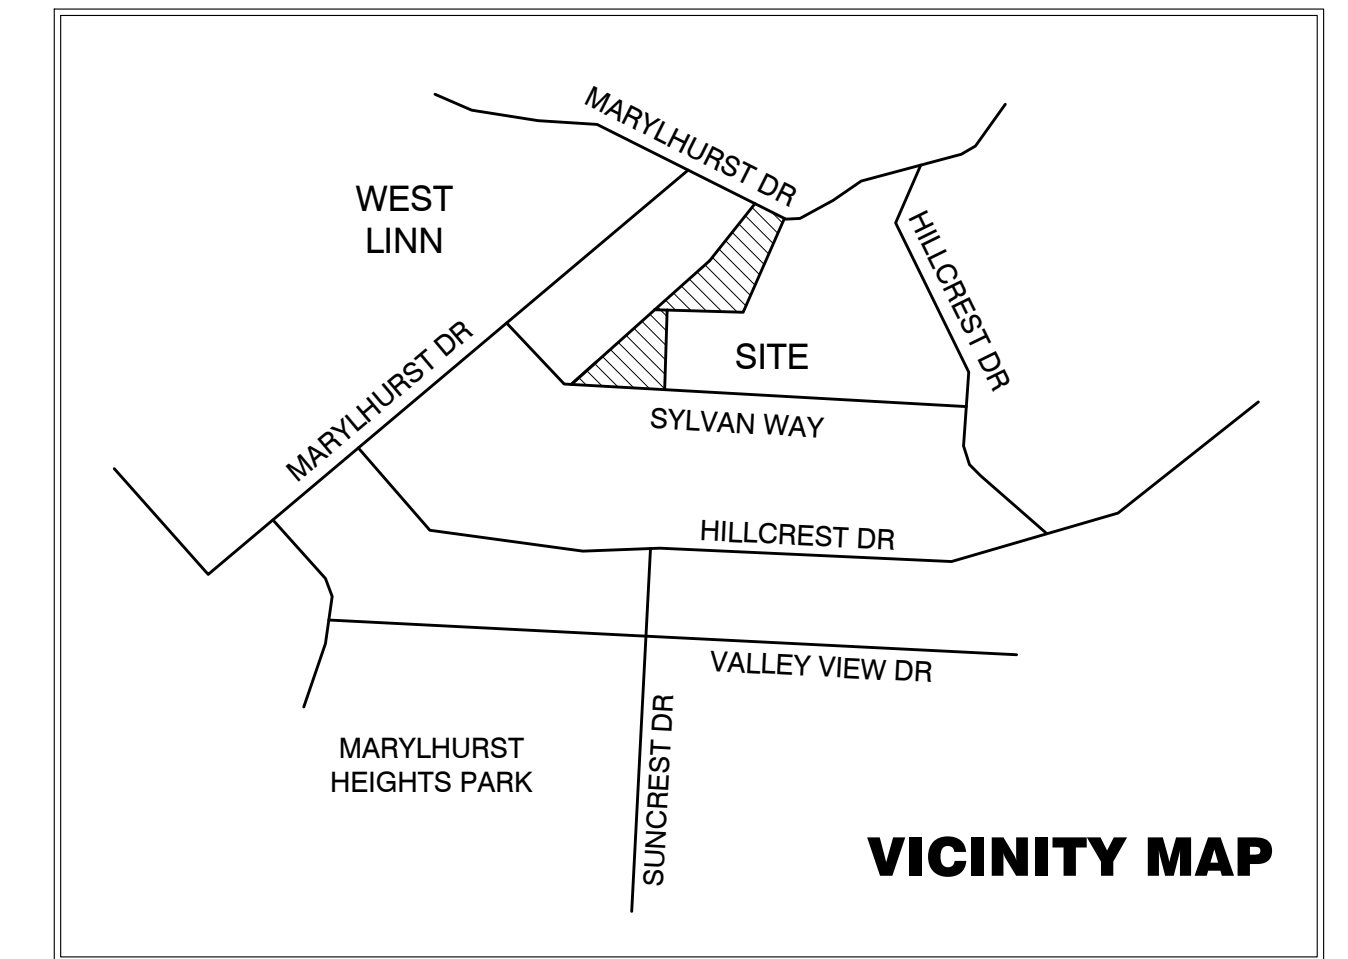 MARYLHURST DR
WEST
LINN
HILLCREST DR
MARYLHURST DR
SITE
SYLVAN WAY
HILLCREST DR
VALLEY VIEW DR
SUNCREST DR
MARYLHURST
HEIGHTS PARK
VICINITY MAP